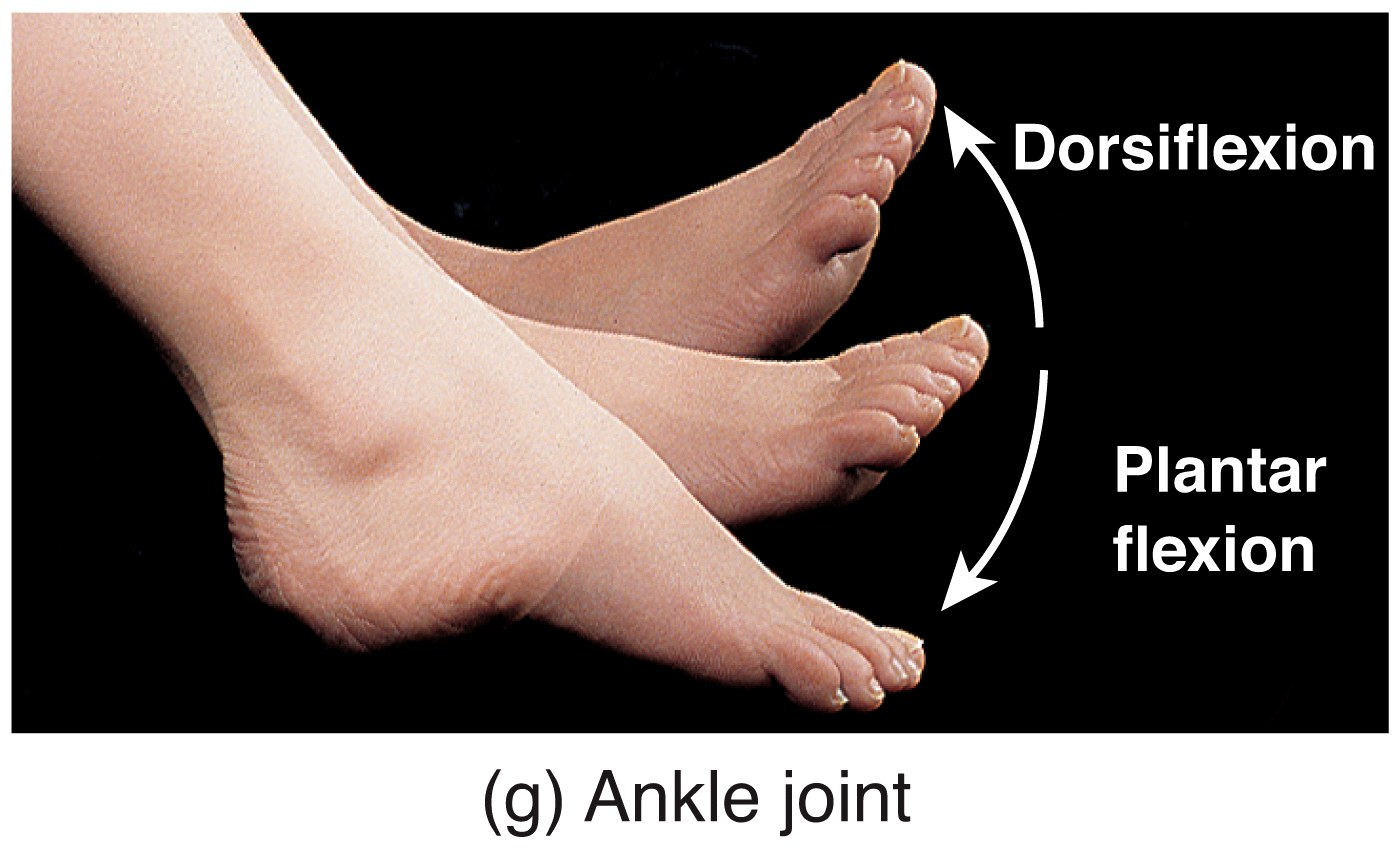 Dorsiflexion
Plantar
flexion
(g) Ankle joint